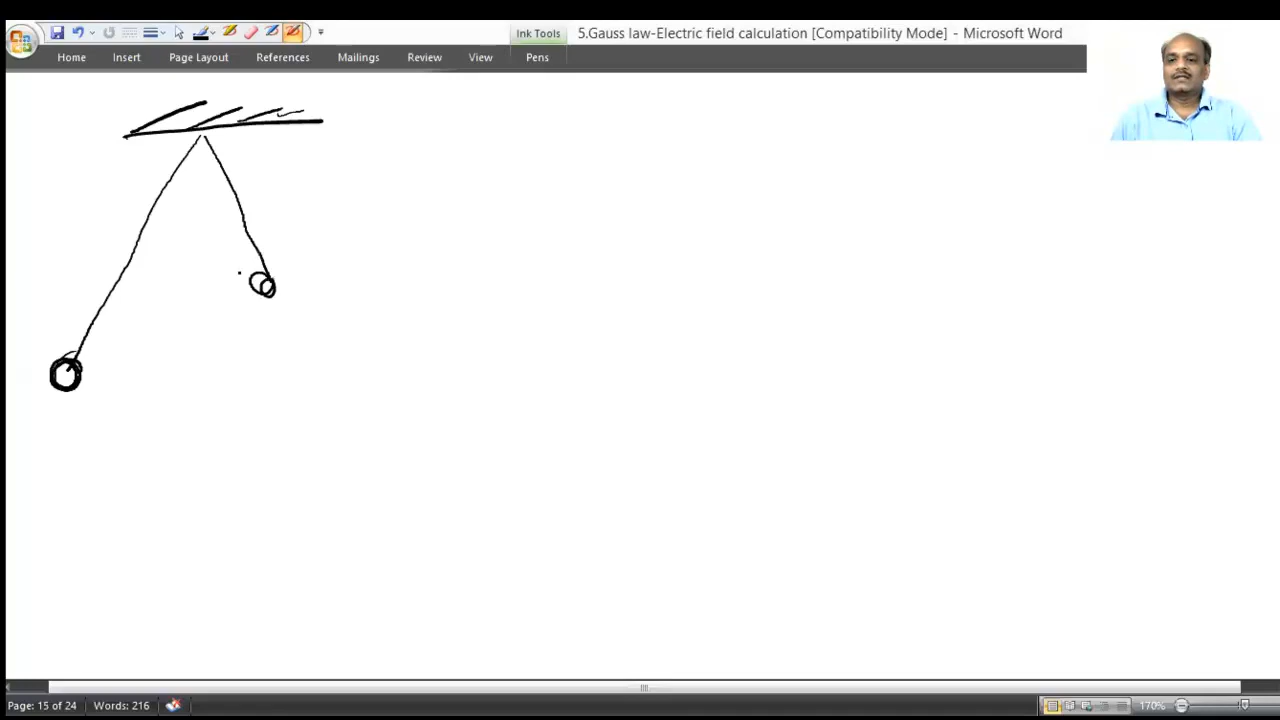 Ink Tools
5.Gauss law-Electric field calculation [Compatibility Mode] - Microsoft Word
Home Insert Page Layout References Mailings Review View Pens
Page: 15 of 24 Words: 216 170%